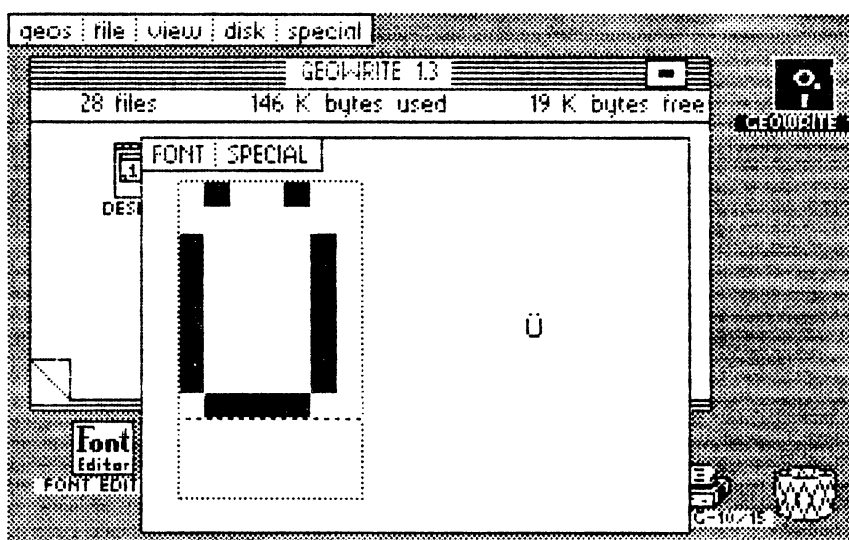 geos file view disk special
GEOWRITE 1.3
28 files 146 K bytes used 19 K bytes free
GEOWRITE
FONT SPECIAL
Ü
Font
Editor
FONT EDIT